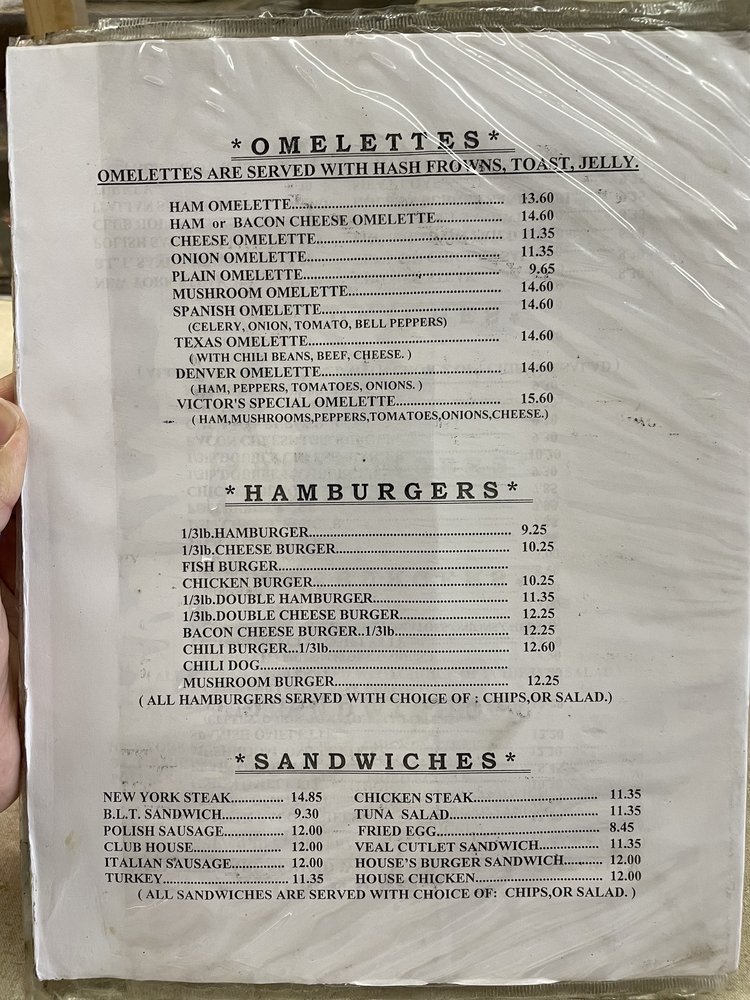 *OMELETTES*
OMELETTES ARE SERVED WITH HASH FROWNS, TOAST, JELLY.
HAM OMELETTE.................................................... 13.60
HAM or BACON CHEESE OMELETTE................ 14.60
CHEESE OMELETTE.............................................. 11.35
ONION OMELETTE................................................ 11.35
PLAIN OMELETTE................................................. 9.65
MUSHROOM OMELETTE...................................... 14.60
SPANISH OMELETTE............................................ 14.60
(CELERY, ONION, TOMATO, BELL PEPPERS)
TEXAS OMELETTE............................................... 14.60
( WITH CHILI BEANS, BEEF, CHEESE. )
DENVER OMELETTE............................................ 14.60
( HAM, PEPPERS, TOMATOES, ONIONS. )
VICTOR'S SPECIAL OMELETTE.......................... 15.60
( HAM,MUSHROOMS,PEPPERS,TOMATOES,ONIONS,CHEESE.)
*HAMBURGERS*
1/3lb.HAMBURGER.................................................. 9.25
1/3lb.CHEESE BURGER........................................... 10.25
FISH BURGER.........................................................
CHICKEN BURGER................................................ 10.25
1/3lb.DOUBLE HAMBURGER................................. 11.35
1/3lb.DOUBLE CHEESE BURGER........................... 12.25
BACON CHEESE BURGER..1/3lb............................ 12.25
CHILI BURGER...1/3lb............................................ 12.60
CHILI DOG..............................................................
MUSHROOM BURGER........................................... 12.25
( ALL HAMBURGERS SERVED WITH CHOICE OF : CHIPS,OR SALAD.)
*SANDWICHES*
NEW YORK STEAK............... 14.85 CHICKEN STEAK.................................. 11.35
B.L.T. SANDWICH................. 9.30 TUNA SALAD........................................ 11.35
POLISH SAUSAGE................. 12.00 FRIED EGG............................................ 8.45
CLUB HOUSE......................... 12.00 VEAL CUTLET SANDWICH................ 11.35
ITALIAN SAUSAGE............... 12.00 HOUSE'S BURGER SANDWICH........... 12.00
TURKEY.................................. 11.35 HOUSE CHICKEN.................................. 12.00
( ALL SANDWICHES ARE SERVED WITH CHOICE OF: CHIPS,OR SALAD. )